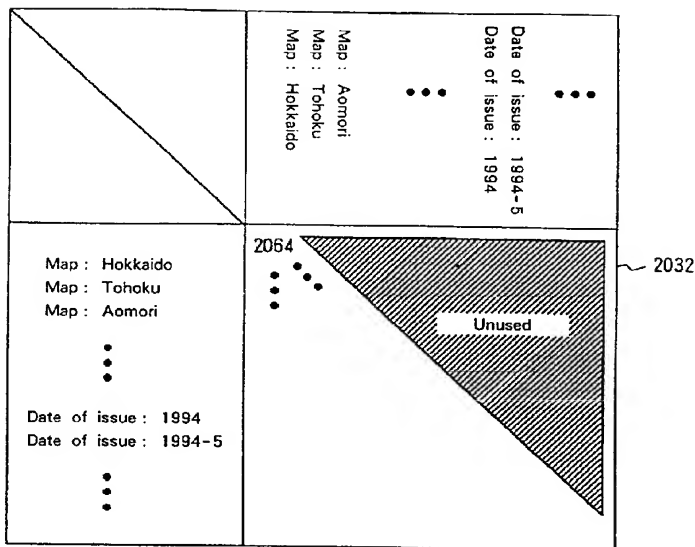 Map : Hokkaido
Map : Tohoku
Map : Aomori
Date of issue : 1994
Date of issue : 1994-5
2064
2032
Unused
Map : Hokkaido
Map : Tohoku
Map : Aomori
Date of issue : 1994
Date of issue : 1994-5